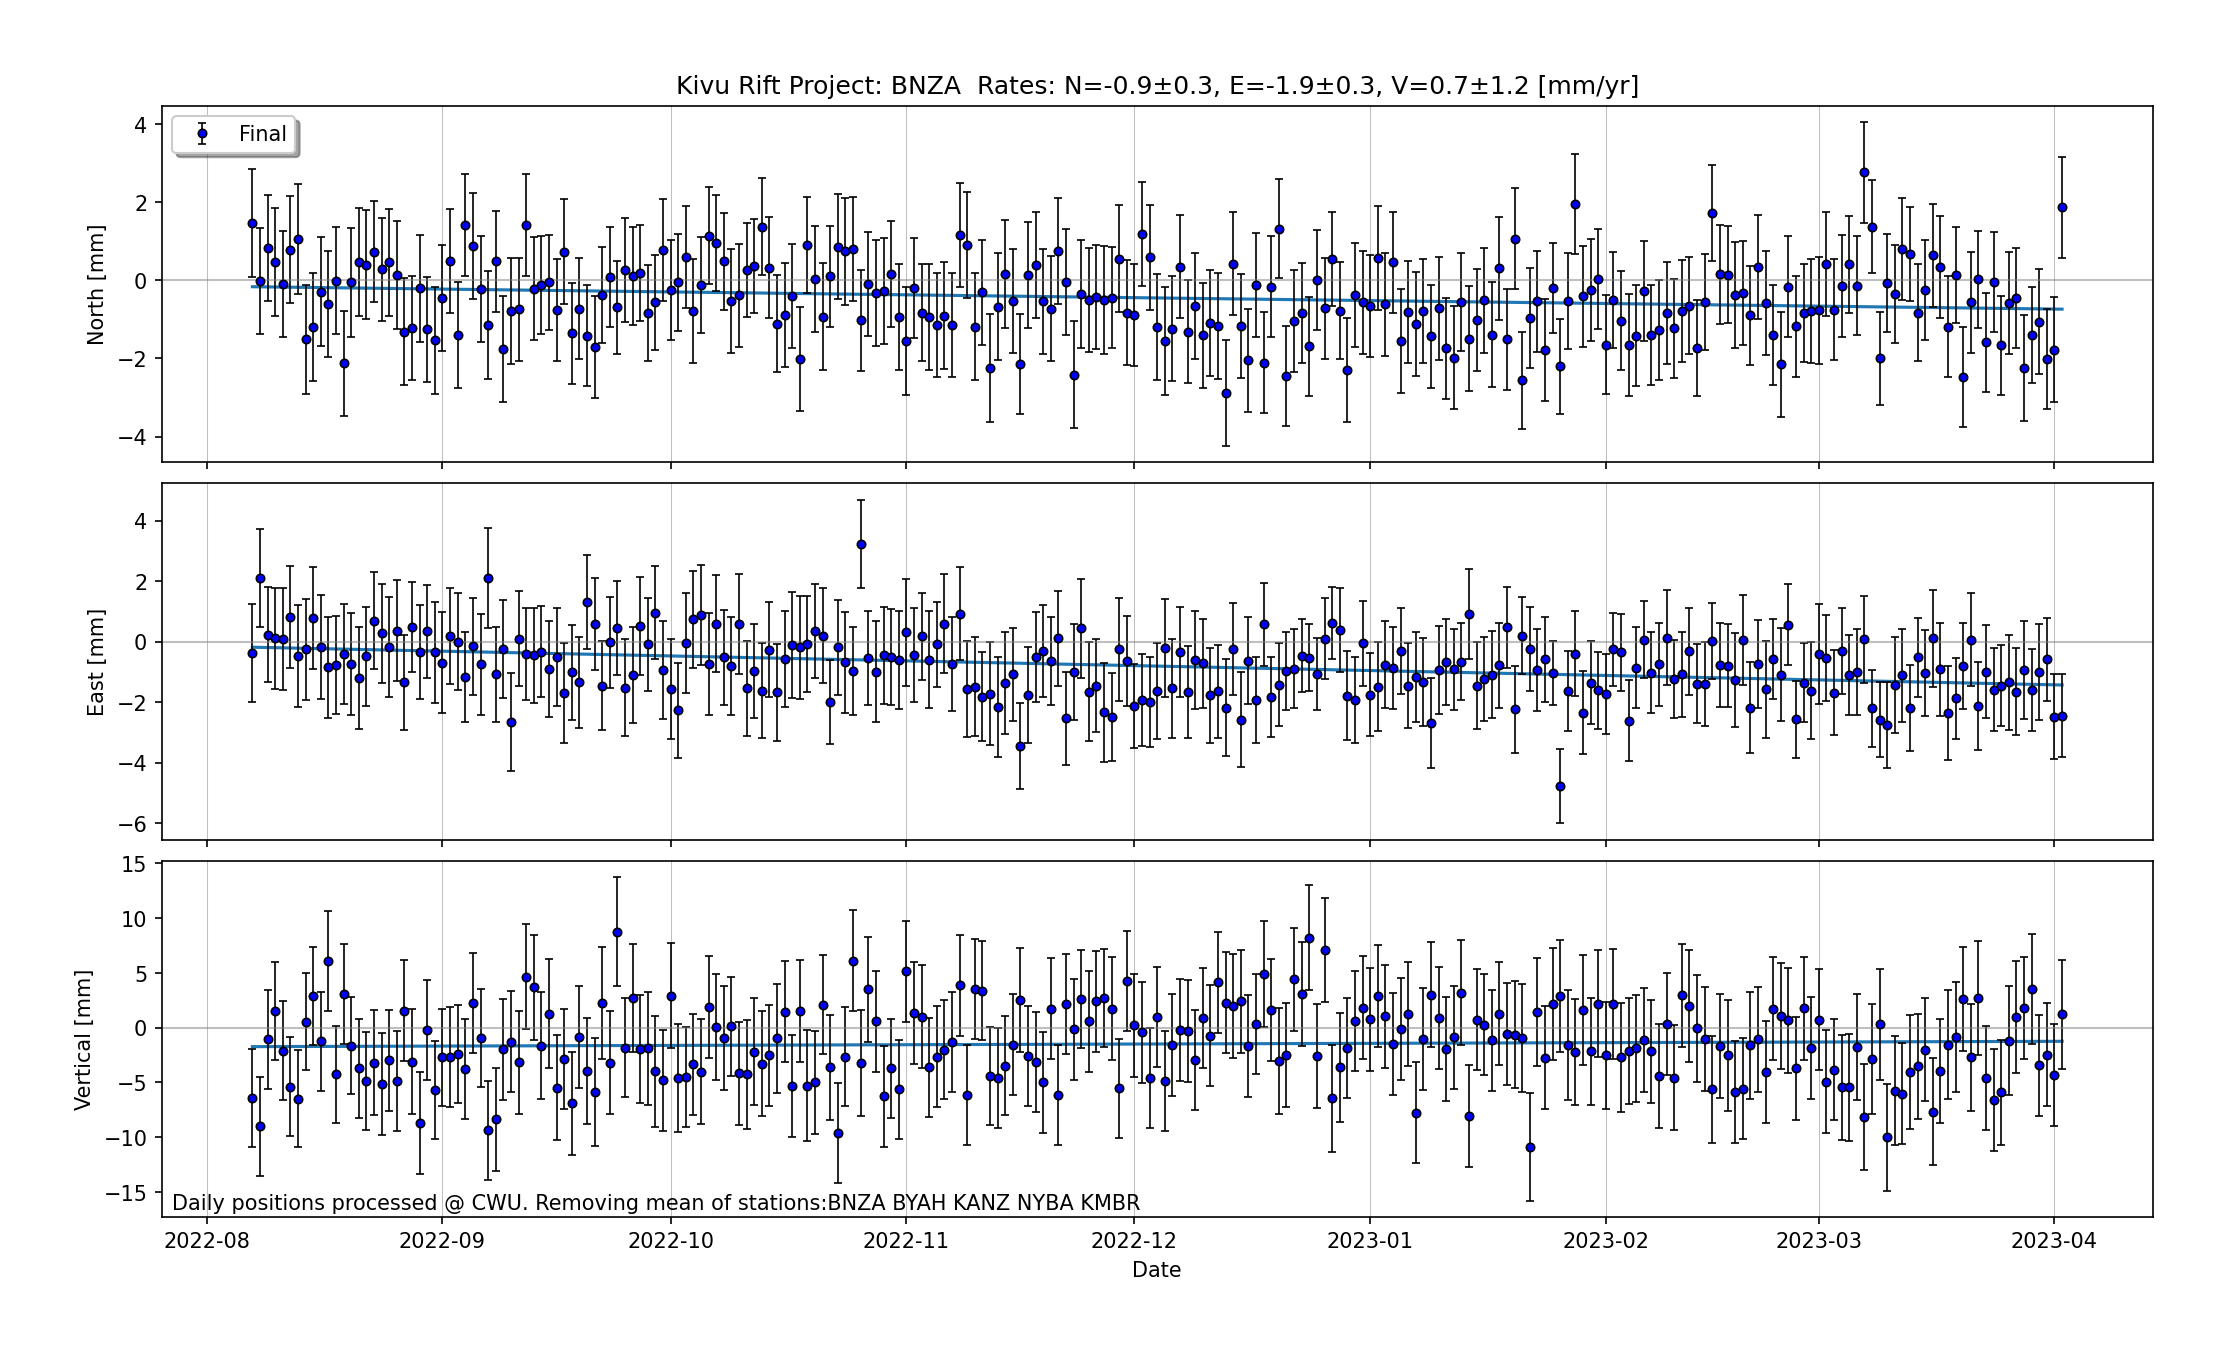 Kivu Rift Project: BNZA  Rates: N=-0.9±0.3, E=-1.9±0.3, V=0.7±1.2 [mm/yr]
Final
North [mm]
4
2
0
−2
−4
East [mm]
4
2
0
−2
−4
−6
Vertical [mm]
15
10
5
0
−5
−10
−15
Daily positions processed @ CWU. Removing mean of stations:BNZA BYAH KANZ NYBA KMBR
2022-08 2022-09 2022-10 2022-11 2022-12 2023-01 2023-02 2023-03 2023-04
Date